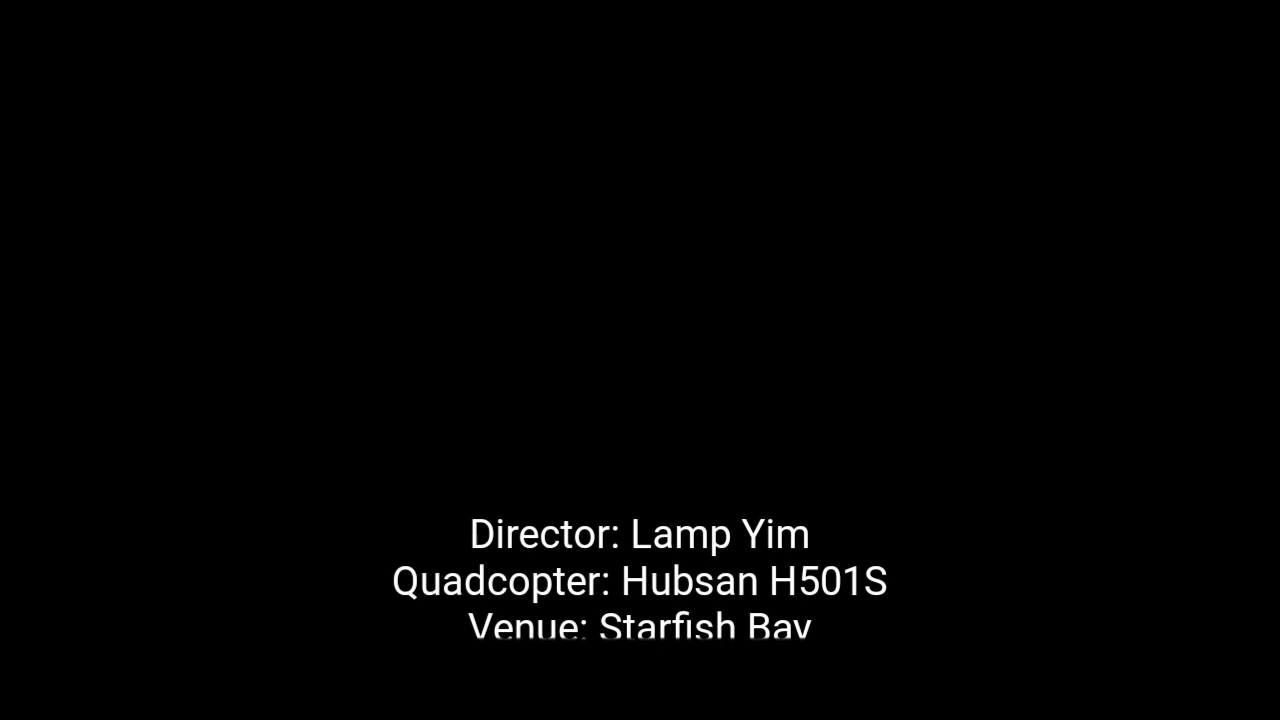 Director: Lamp Yim
Quadcopter: Hubsan H501S
Venue: Starfish Bay